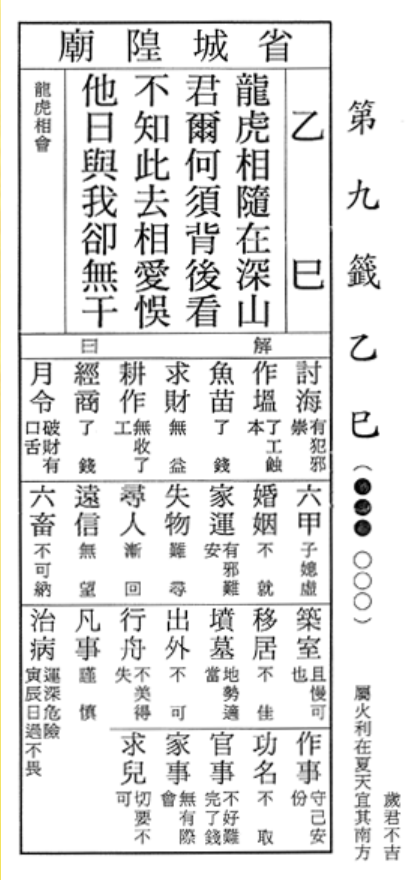 第九籤 乙巳(●●●○○○)
屬火利在夏天宜其南方
歲君不吉
省城隍廟
乙巳
龍虎相隨在深山
君爾何須背後看
不知此去相愛悞
他日與我卻無干
龍虎相會
解曰
討海 有犯邪祟
作塭 了工蝕本
魚苗 了錢
求財 無益
耕作 無收了工
經商 了錢
月令 破財有口舌
六甲 子媳虛
婚姻 不就
家運 有邪難安
失物 難尋
尋人 漸回
遠信 無望
六畜 不可納
築室 且慢可也
移居 不佳
墳墓 地勢適當
出外 不可
行舟 不美得失
凡事 謹慎
治病 運深危險寅辰日過不畏
作事 守己安份
功名 不取
官事 不好難完了錢
家事 無有際會
求兒 切要不可